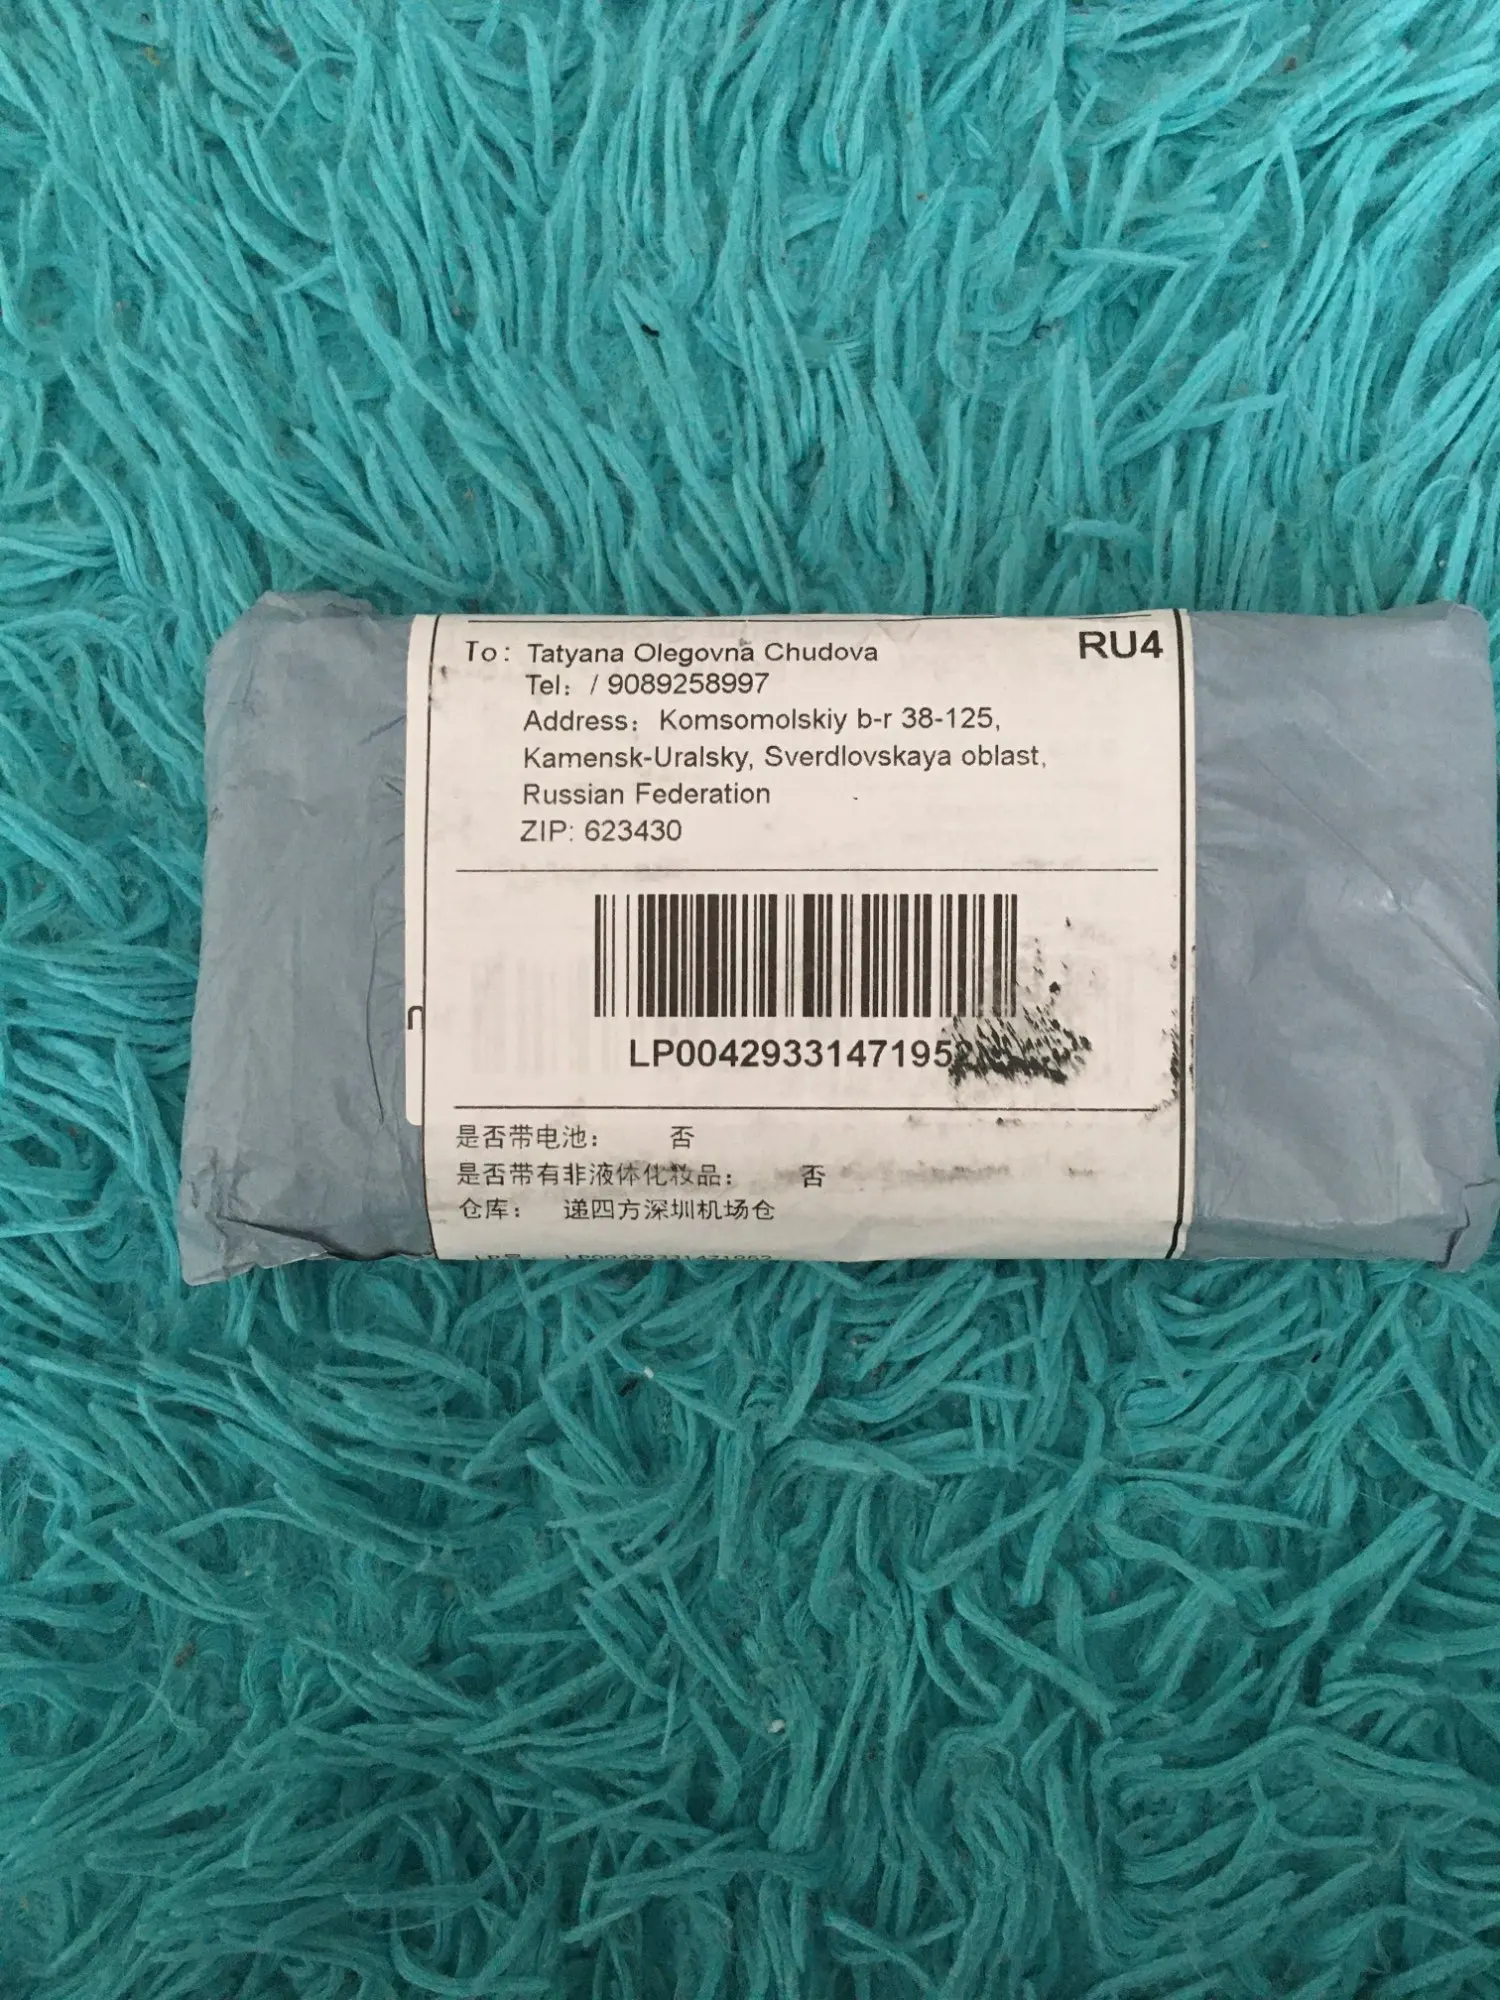 To: Tatyana Olegovna Chudova
RU4
Tel: / 9089258997
Address: Komsomolskiy b-r 38-125,
Kamensk-Uralsky, Sverdlovskaya oblast,
Russian Federation
ZIP: 623430
是否带电池： 否
是否带有非液体化妆品： 否
仓库： 递四方深圳机场仓